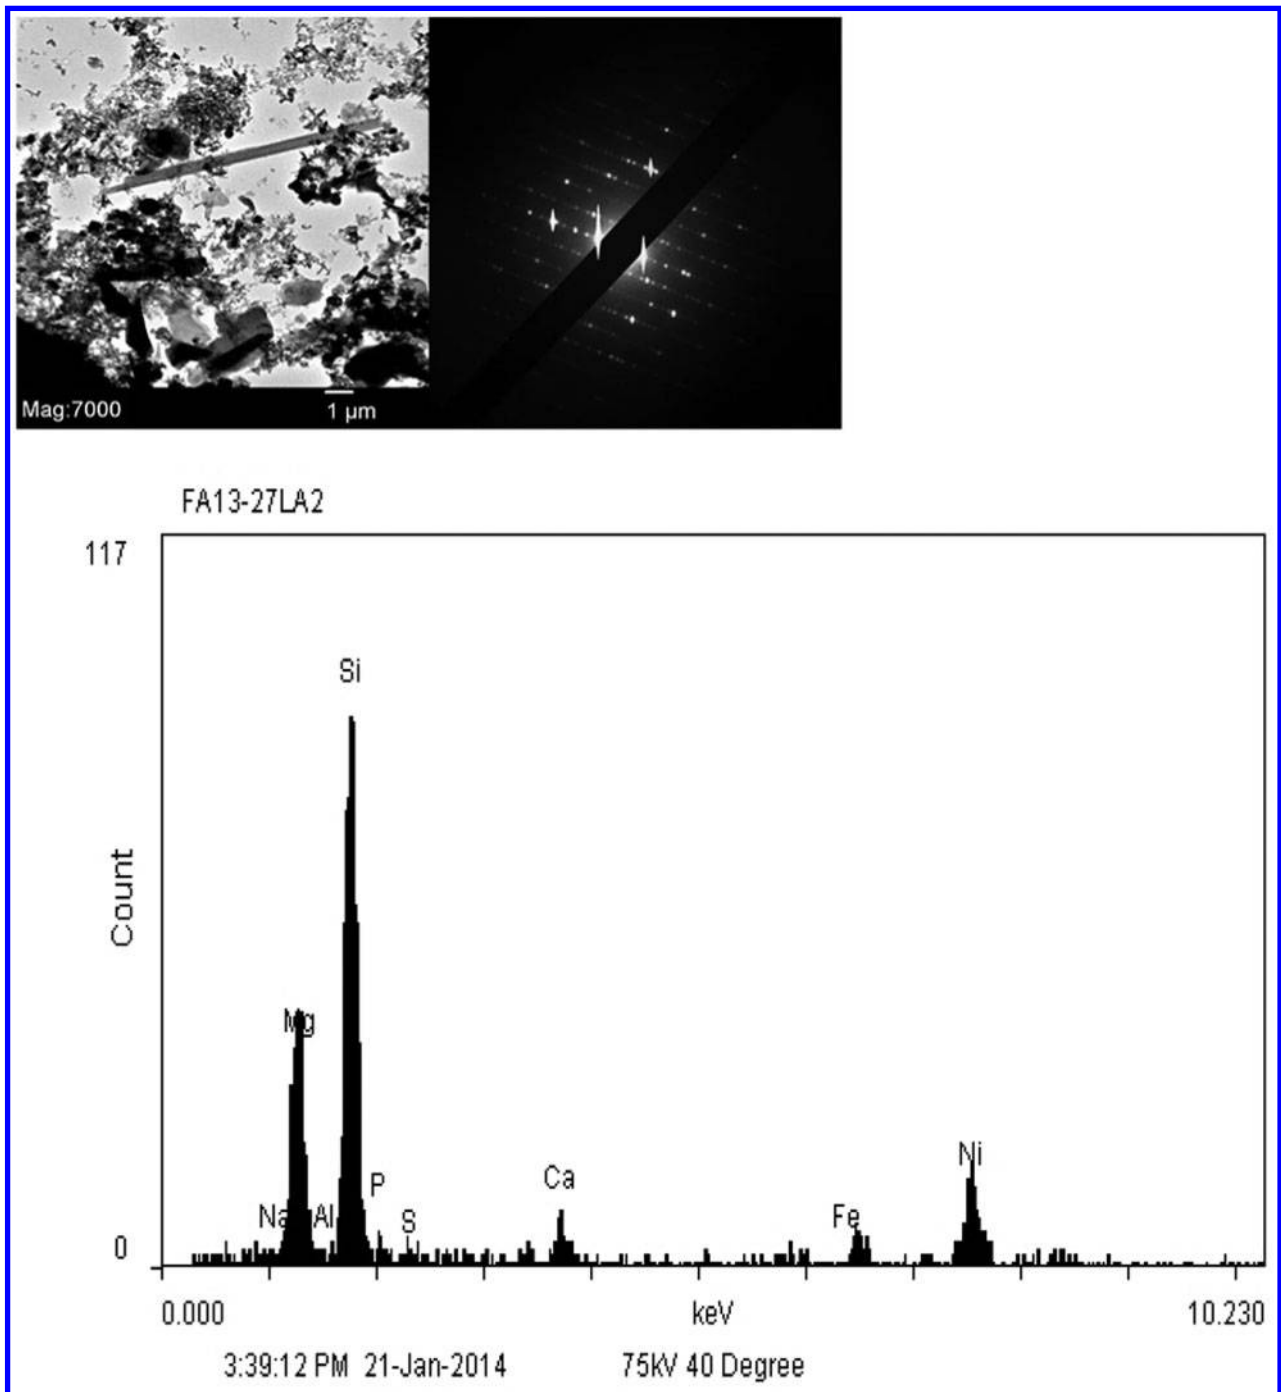 Mag:7000 1 µm
FA13-27LA2
117
Si
Mg
P
Na Al S Ca Fe Ni
Count
0
0.000 keV 10.230
3:39:12 PM 21-Jan-2014 75kV 40 Degree